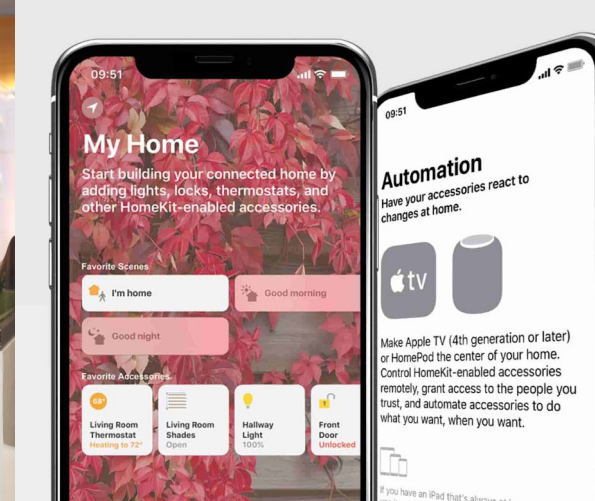 09:51
My Home
Start building your connected home by
adding lights, locks, thermostats, and
other HomeKit-enabled accessories.
Favorite Scenes
I'm home
Good morning
Good night
Favorite Accessories
68°
Living Room
Thermostat
Heating to 72°
Living Room
Shades
Open
Hallway
Light
100%
Front
Door
Unlocked
09:51
Automation
Have your accessories react to
changes at home.
tv
Make Apple TV (4th generation or later)
or HomePod the center of your home.
Control HomeKit-enabled accessories
remotely, grant access to the people you
trust, and automate accessories to do
what you want, when you want.
If you have an iPad that's always at